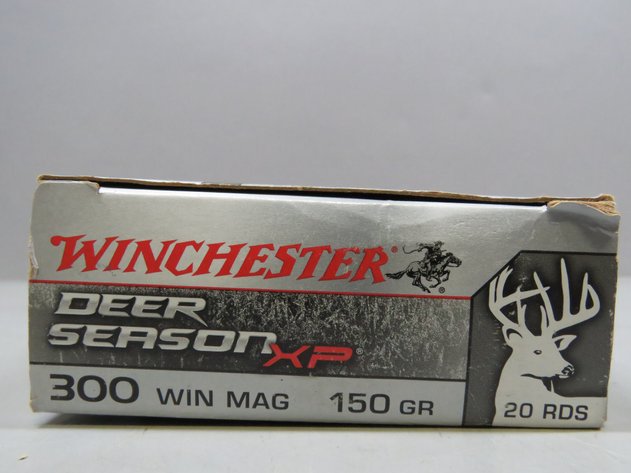 WINCHESTER®
DEER
SEASON XP®
300 WIN MAG 150 GR 20 RDS